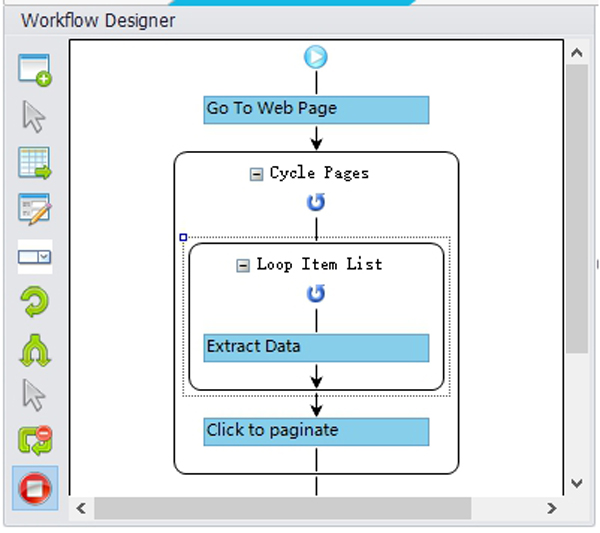 Workflow Designer
Go To Web Page
Cycle Pages
Loop Item List
Extract Data
Click to paginate